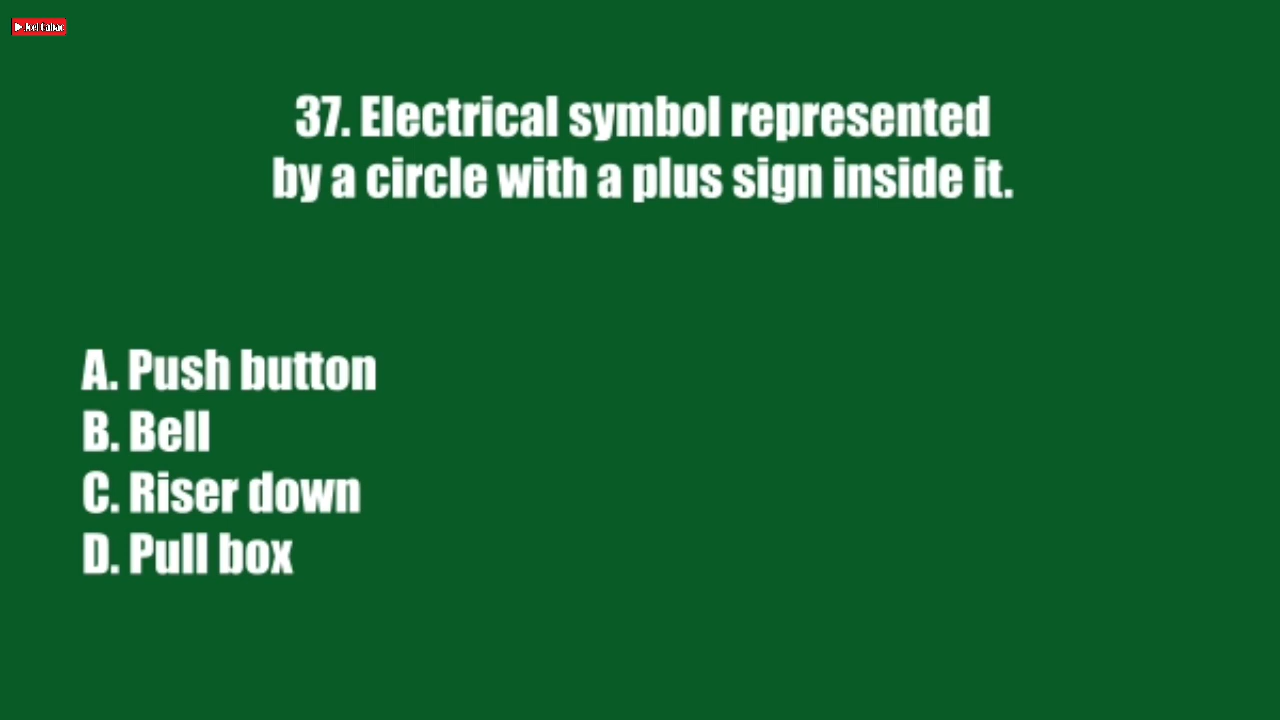 37. Electrical symbol represented
by a circle with a plus sign inside it.
A. Push button
B. Bell
C. Riser down
D. Pull box